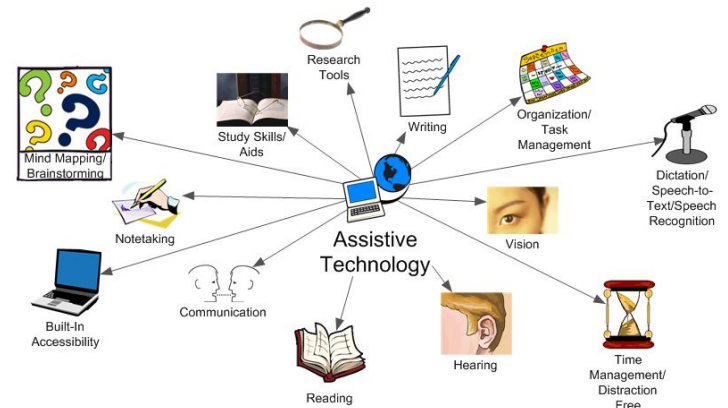 Research
Tools
Writing
Organization/
Task
Management
Study Skills/
Aids
Mind Mapping/
Brainstorming
Dictation/
Speech-to-
Text/Speech
Recognition
Notetaking
Assistive
Technology
Vision
Communication
Built-In
Accessibility
Hearing
Reading
Time
Management/
Distraction
Free